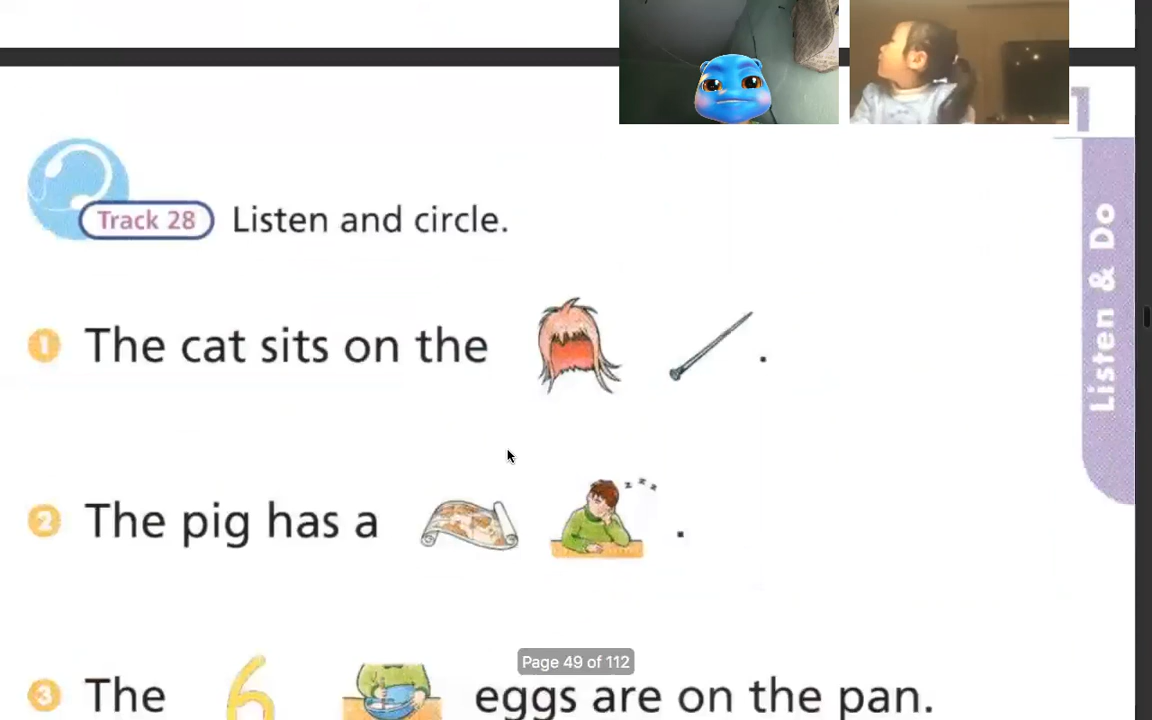 1
Track 28 Listen and circle.
1 The cat sits on the .
2 The pig has a .
z z z
3 The 6 eggs are on the pan.
Page 49 of 112
Listen & Do